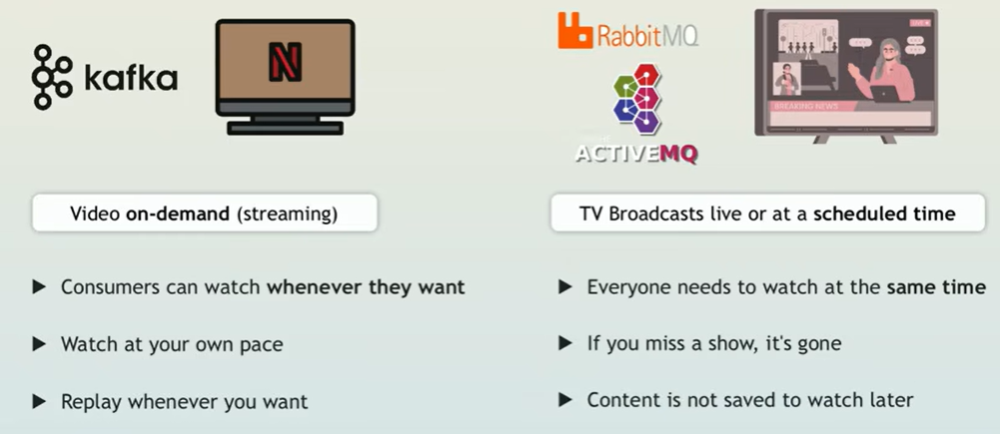 kafka
N
Video on-demand (streaming)
Consumers can watch whenever they want
Watch at your own pace
Replay whenever you want
RabbitMQ
ACTIVEMQ
LIVE
BREAKING NEWS
TV Broadcasts live or at a scheduled time
Everyone needs to watch at the same time
If you miss a show, it's gone
Content is not saved to watch later